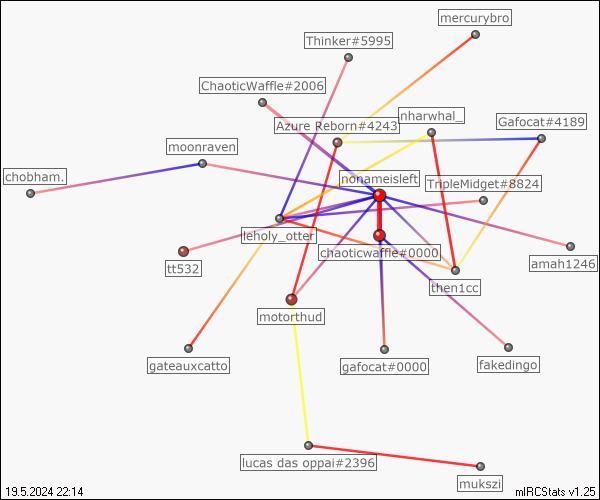 mercurybro
Thinker#5995
ChaoticWaffle#2006
nharwhal_
Azure Reborn#4243
Gafocat#4189
moonraven
chobham.
nonameisleft
TripleMidget#8824
leholy_otter
chaoticwaffle#0000
tt532
amah1246
then1cc
motorthud
gateauxcatto
gafocat#0000
fakedingo
lucas das oppai#2396
mukszi
19.5.2024 22:14
mIRCStats v1.25